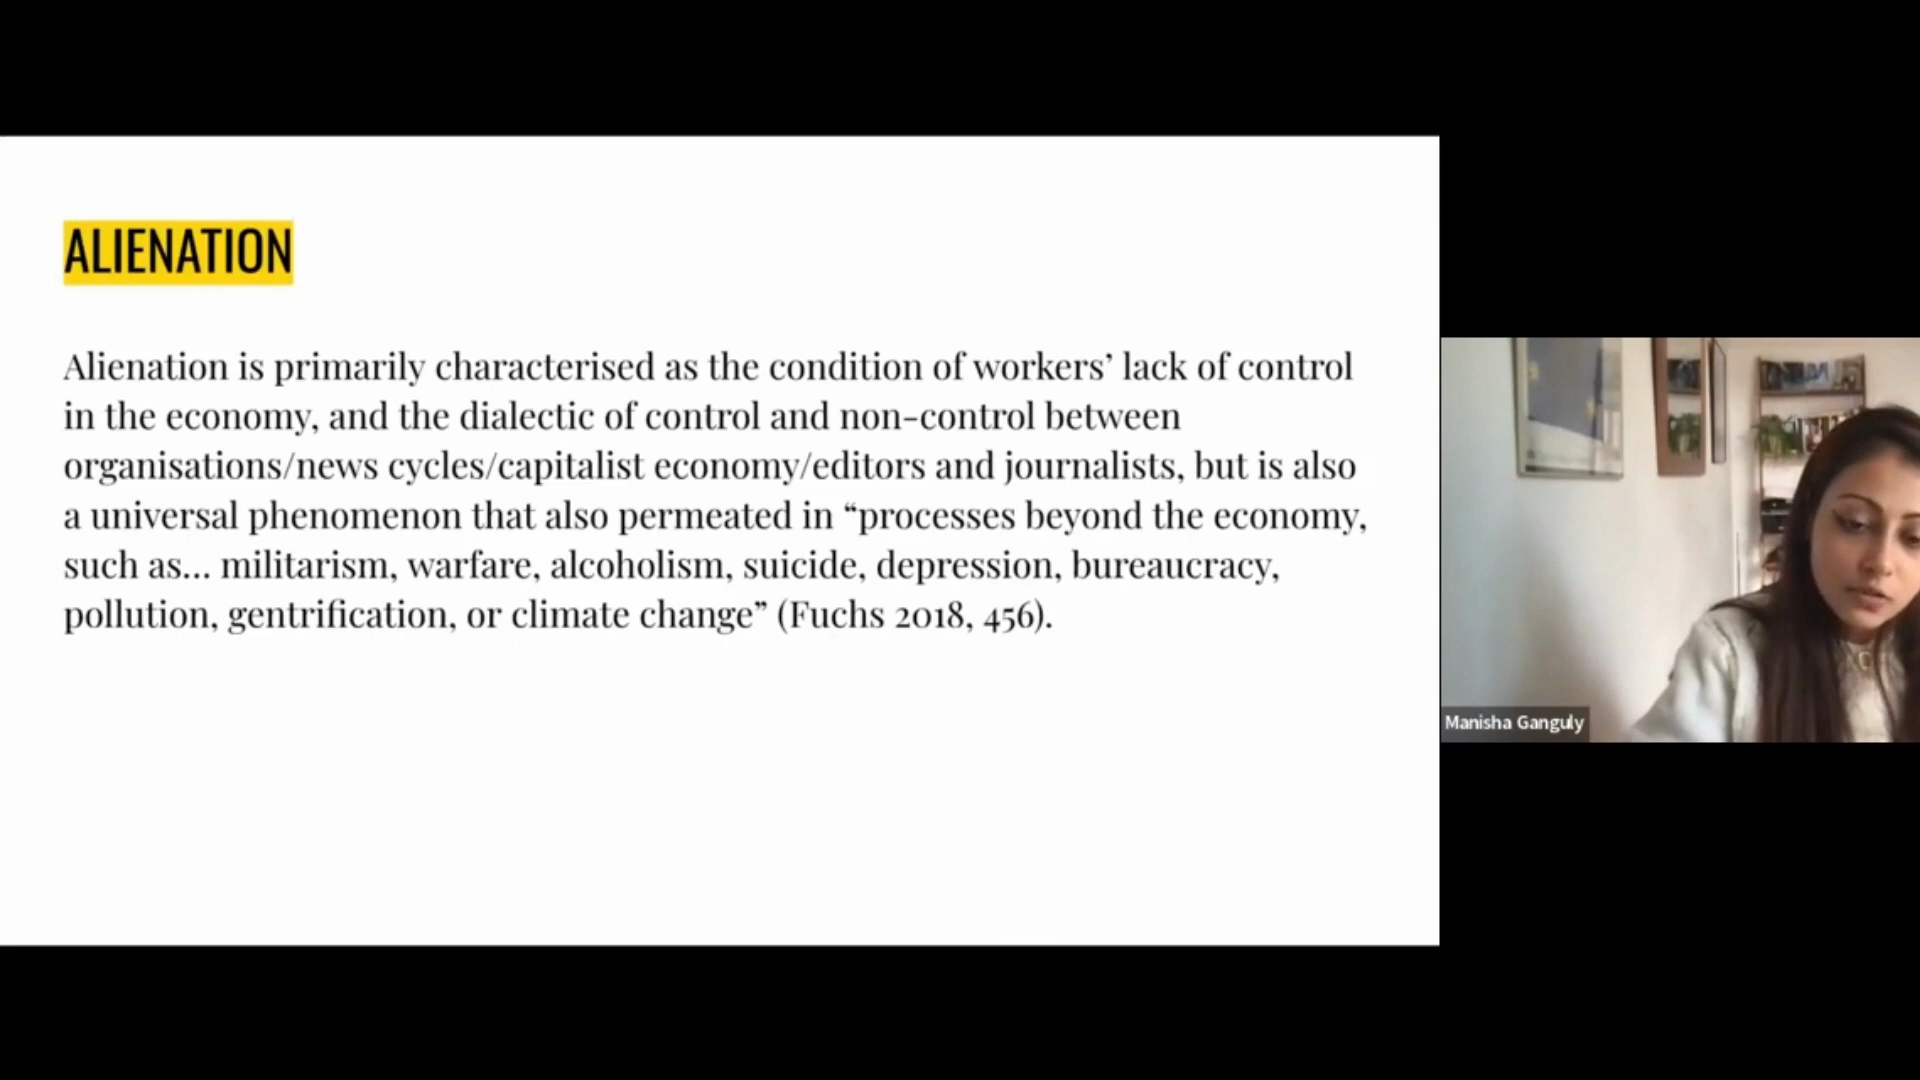 ALIENATION
Alienation is primarily characterised as the condition of workers’ lack of control
in the economy, and the dialectic of control and non-control between
organisations/news cycles/capitalist economy/editors and journalists, but is also
a universal phenomenon that also permeated in “processes beyond the economy,
such as... militarism, warfare, alcoholism, suicide, depression, bureaucracy,
pollution, gentrification, or climate change” (Fuchs 2018, 456).
Manisha Ganguly